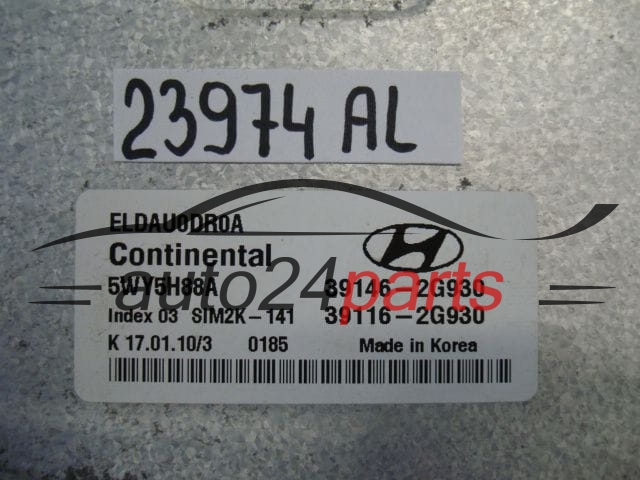 23974 AL
ELDAU0DR0A
Continental
5WY5H88A 39146-2G930
Index 03 SIM2K-141 39116-2G930
K 17.01.10/3 0185 Made in Korea
auto24parts